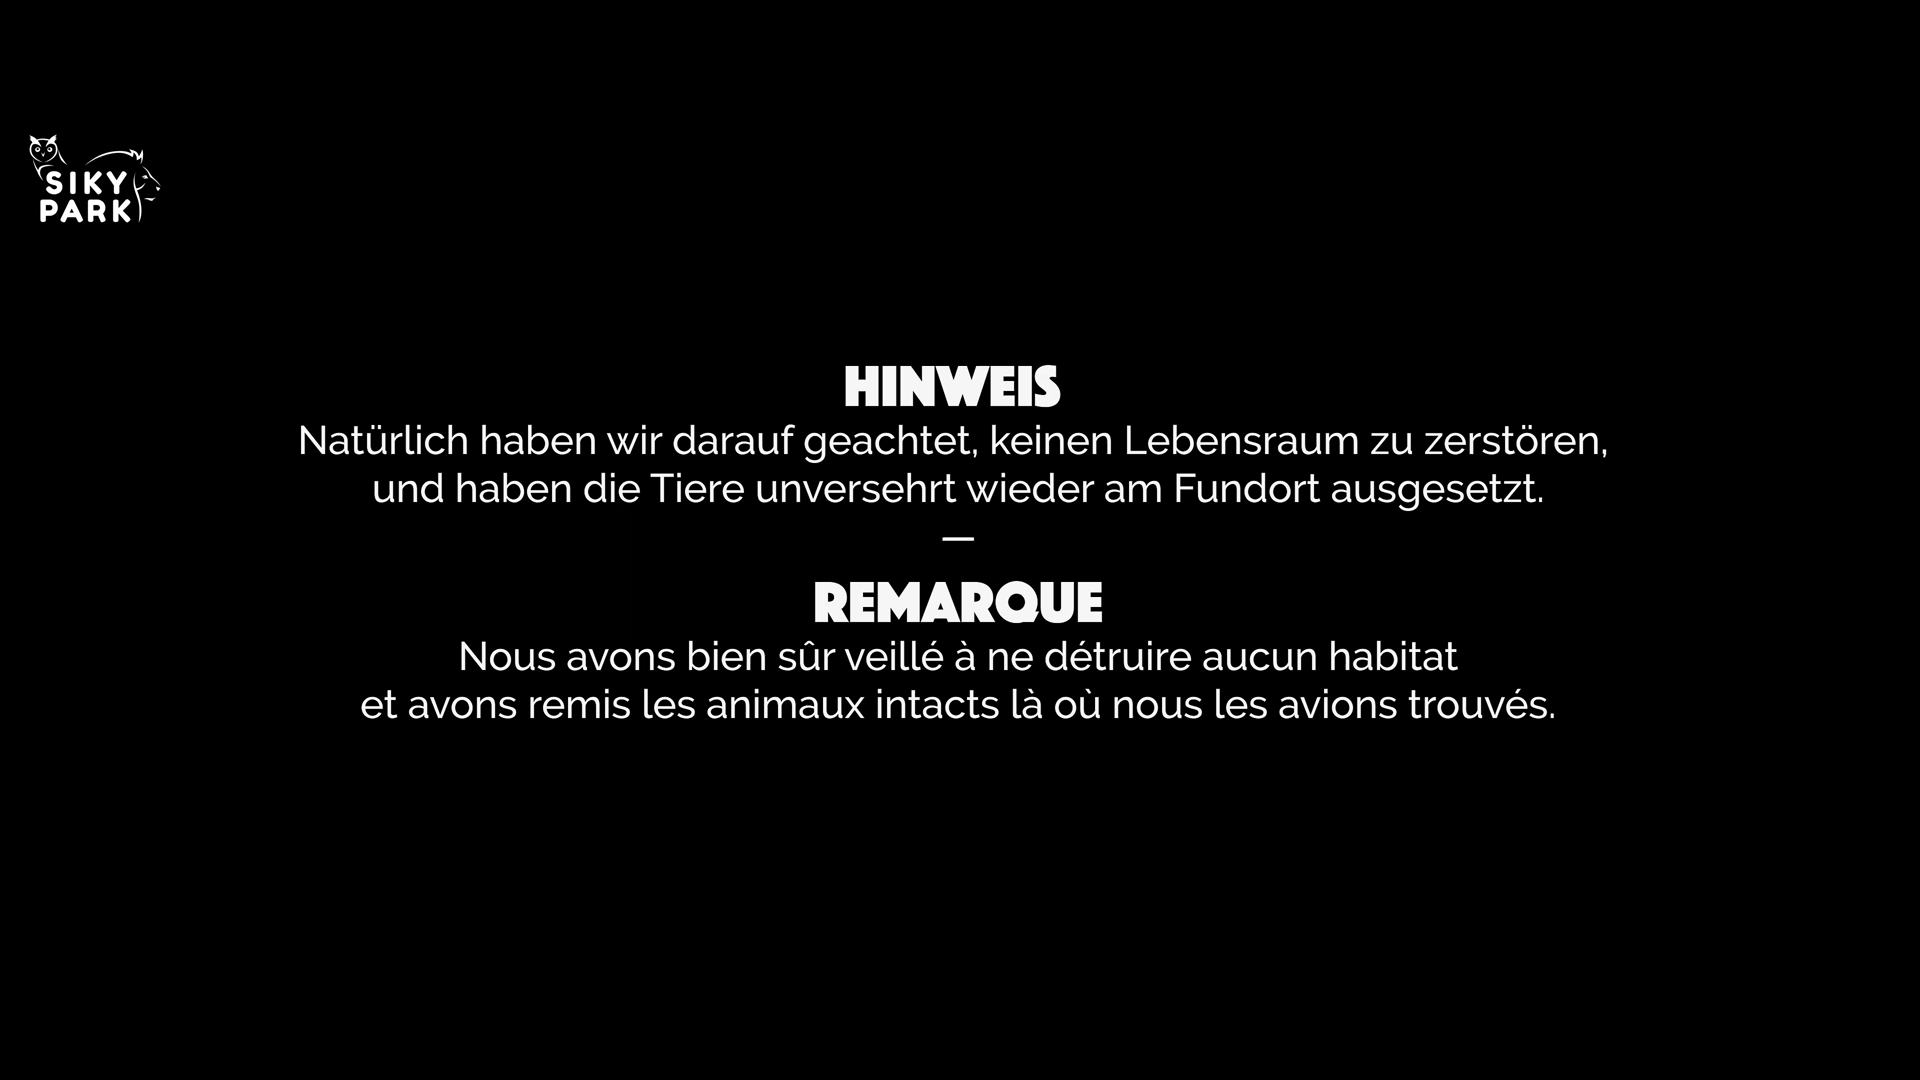 SIKY
PARK
HINWEIS
Natürlich haben wir darauf geachtet, keinen Lebensraum zu zerstören,
und haben die Tiere unversehrt wieder am Fundort ausgesetzt.
—
REMARQUE
Nous avons bien sûr veillé à ne détruire aucun habitat
et avons remis les animaux intacts là où nous les avions trouvés.